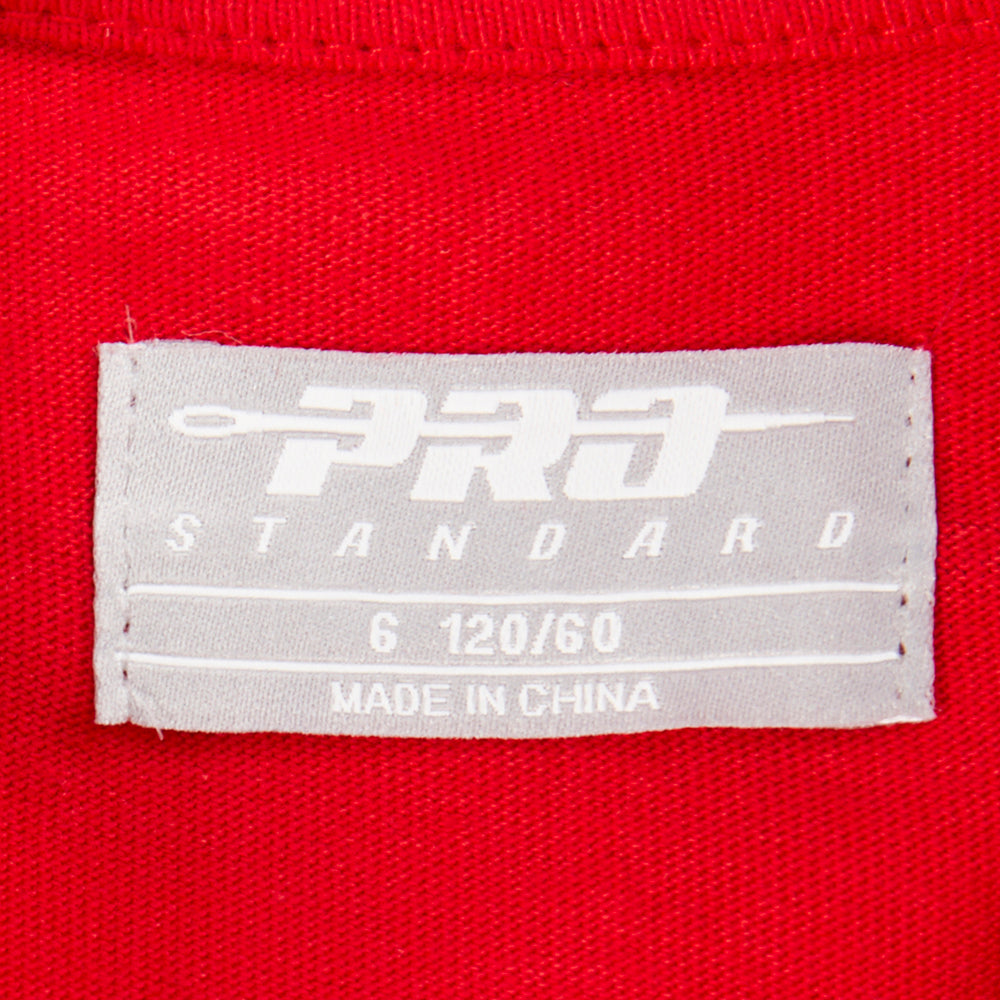 PRO
STANDARD
6 120/60
MADE IN CHINA